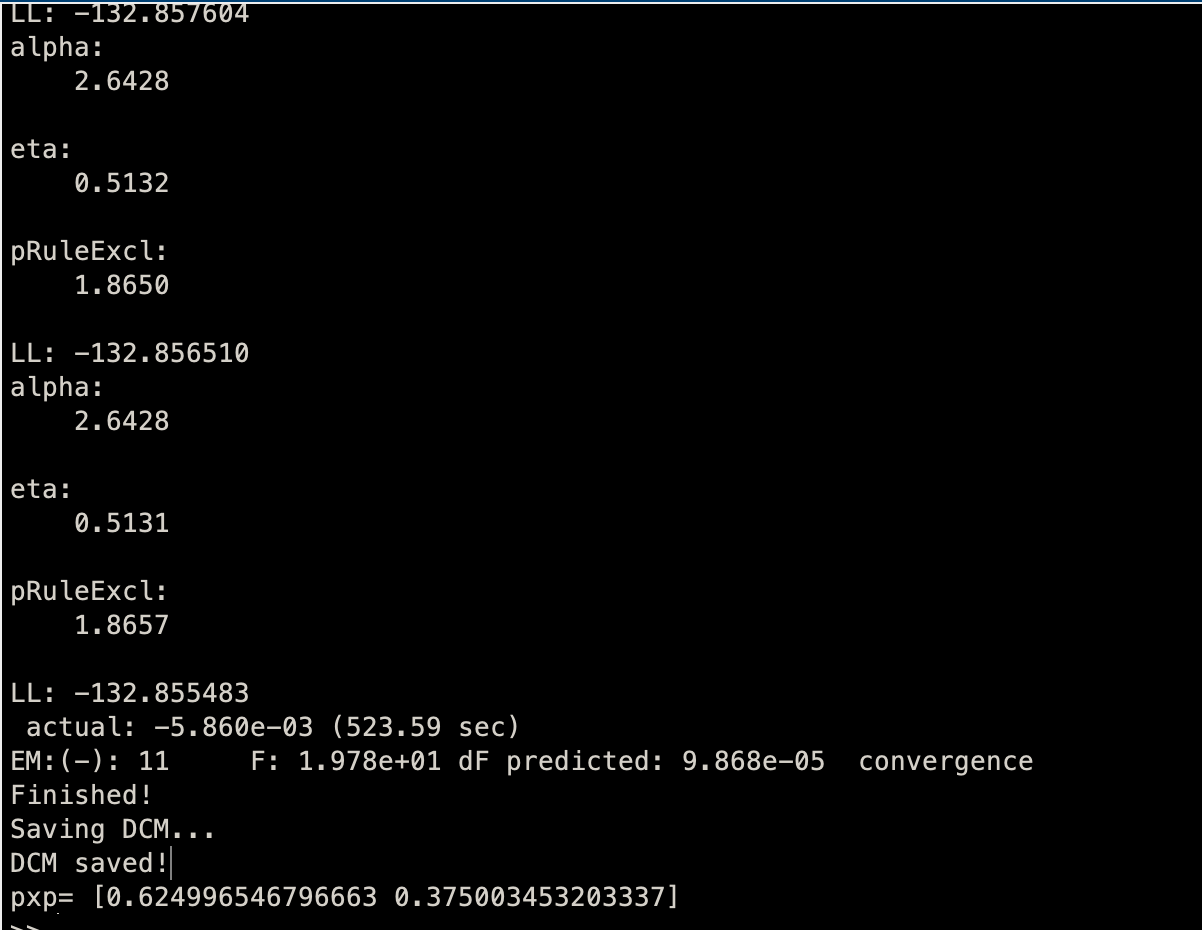 LL: -132.857604
alpha:
2.6428
eta:
0.5132
pRuleExcl:
1.8650
LL: -132.856510
alpha:
2.6428
eta:
0.5131
pRuleExcl:
1.8657
LL: -132.855483
actual: -5.860e-03 (523.59 sec)
EM:(-): 11 F: 1.978e+01 dF predicted: 9.868e-05 convergence
Finished!
Saving DCM...
DCM saved!
pxp= [0.624996546796663 0.375003453203337]
>>